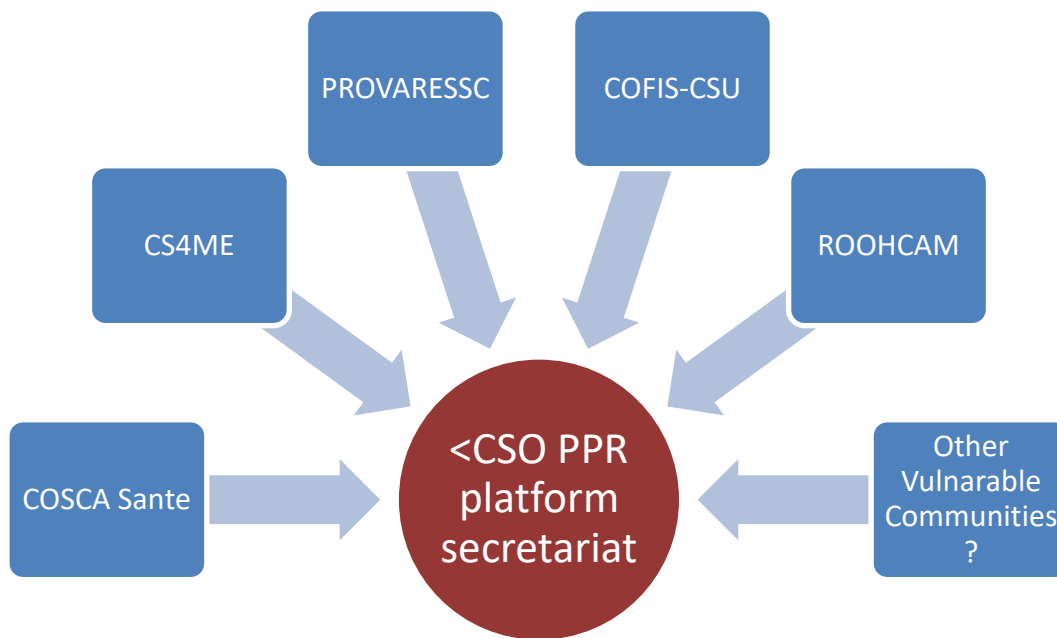 PROVARESSC
COFIS-CSU
CS4ME
ROOHCAM
COSCA Sante
<CSO PPR
platform
secretariat
Other
Vulnarable
Communities
?